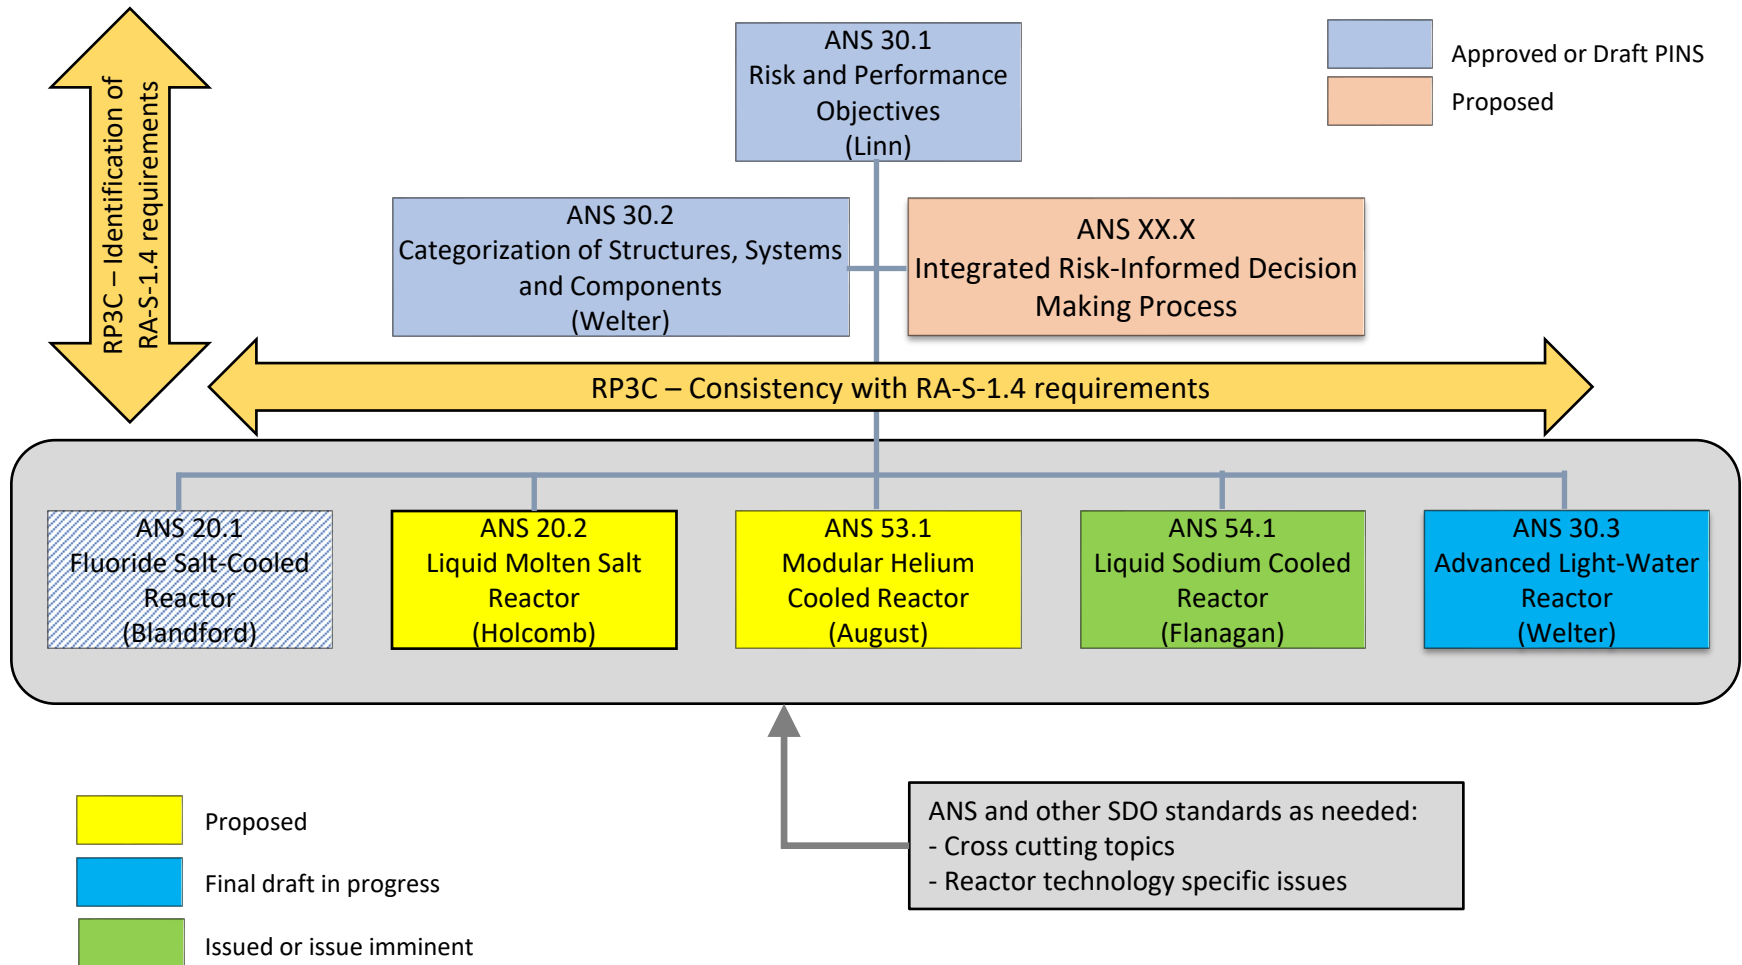 ANS 30.1
Risk and Performance
Objectives
(Linn)
Approved or Draft PINS
Proposed
RP3C – Identification of
RA-S-1.4 requirements
ANS 30.2
Categorization of Structures, Systems
and Components
(Welter)
ANS XX.X
Integrated Risk-Informed Decision
Making Process
RP3C – Consistency with RA-S-1.4 requirements
ANS 20.1
Fluoride Salt-Cooled
Reactor
(Blandford)
ANS 20.2
Liquid Molten Salt
Reactor
(Holcomb)
ANS 53.1
Modular Helium
Cooled Reactor
(August)
ANS 54.1
Liquid Sodium Cooled
Reactor
(Flanagan)
ANS 30.3
Advanced Light-Water
Reactor
(Welter)
Proposed
Final draft in progress
Issued or issue imminent
ANS and other SDO standards as needed:
- Cross cutting topics
- Reactor technology specific issues